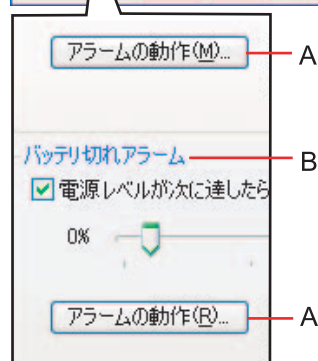 アラームの動作(M)... A
バッテリ切れアラーム B
電源レベルが次に達したら
0%
アラームの動作(R)... A